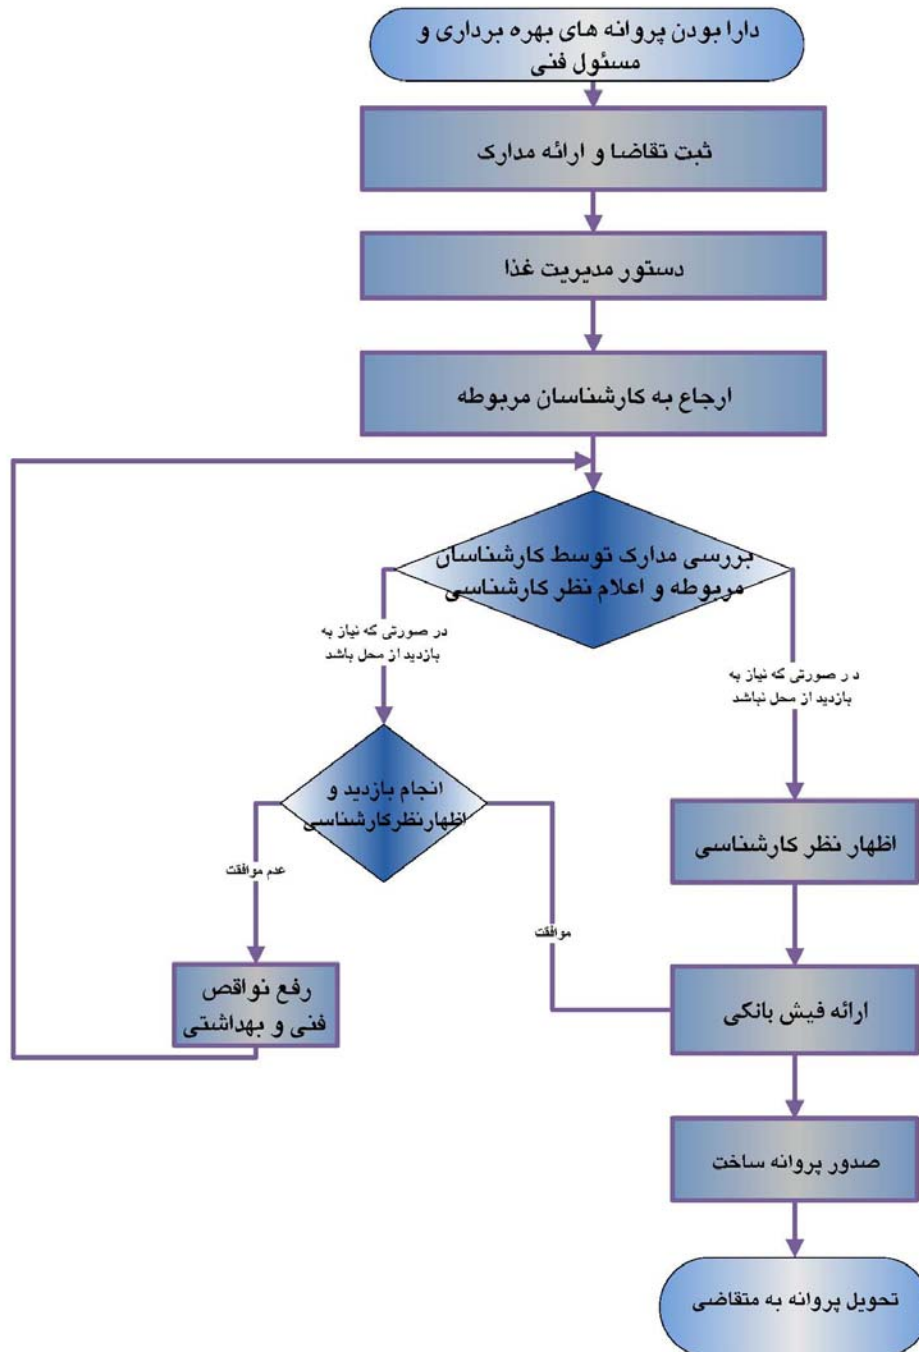 دارا بودن پروانه های بهره برداری و
مسئول فنی
ثبت تقاضا و ارائه مدارک
دستور مدیریت غذا
ارجاع به کارشناسان مربوطه
بررسی مدارک توسط کارشناسان
مربوطه و اعلام نظر کارشناسی
در صورتی که نیاز به
بازدید از محل باشد
در صورتی که نیاز به
بازدید از محل نباشد
انجام بازدید و
اظهارنظرکارشناسی
اظهار نظر کارشناسی
عدم موافقت
موافقت
رفع نواقص
فنی و بهداشتی
ارائه فیش بانکی
صدور پروانه ساخت
تحویل پروانه به متقاضی